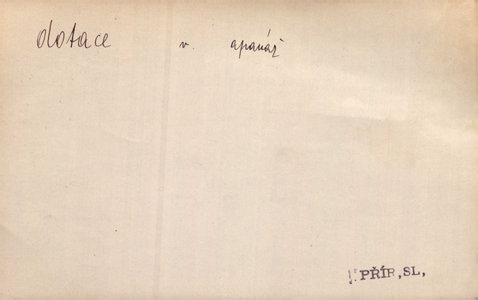 dotace v. apanáž
PŘÍR,SL,